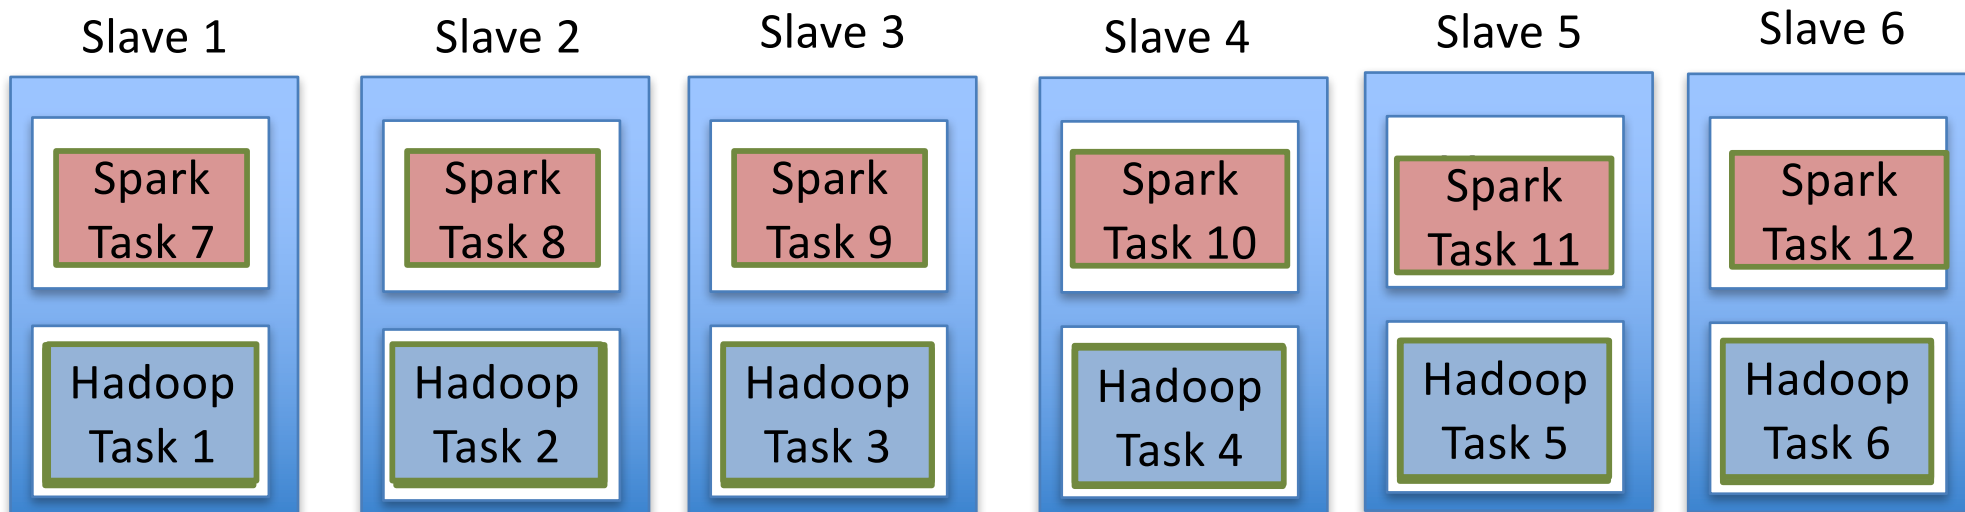 Slave 1
Slave 2
Slave 3
Slave 4
Slave 5
Slave 6
Spark
Task 7
Spark
Task 8
Spark
Task 9
Spark
Task 10
Spark
Task 11
Spark
Task 12
Hadoop
Task 1
Hadoop
Task 2
Hadoop
Task 3
Hadoop
Task 4
Hadoop
Task 5
Hadoop
Task 6